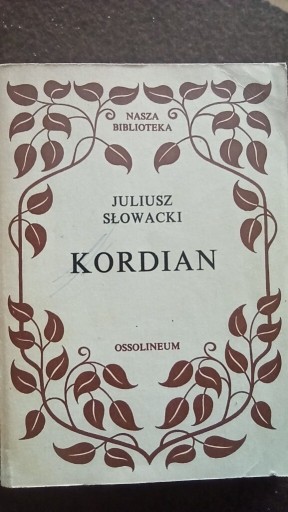 NASZA
BIBLIOTEKA
JULIUSZ
SŁOWACKI
KORDIAN
OSSOLINEUM